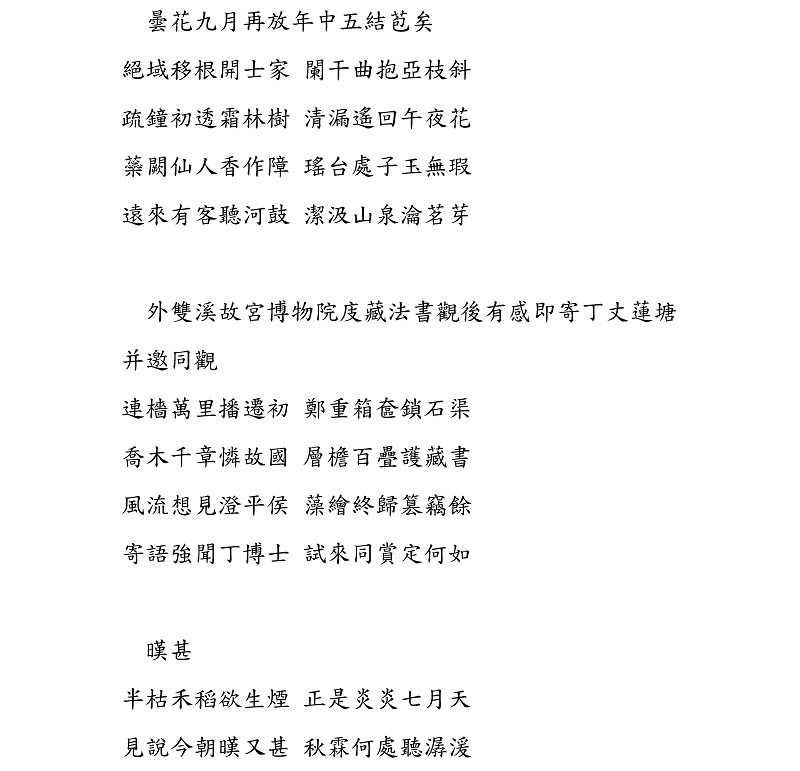 曇花九月再放年中五結苞矣
絕域移根開士家 闌干曲抱亞枝斜
疏鐘初透霜林樹 清漏遙回午夜花
蘂闕仙人香作障 瑤台處子玉無瑕
遠來有客聽河鼓 潔汲山泉瀹茗芽
外雙溪故宮博物院庋藏法書觀後有感即寄丁丈蓮塘
并邀同觀
連檣萬里播遷初 鄭重箱奩鎖石渠
喬木千章憐故國 層檐百疊護藏書
風流想見澄平侯 藻繪終歸篡竊餘
寄語強聞丁博士 試來同賞定何如
暵甚
半枯禾稻欲生煙 正是炎炎七月天
見說今朝暵又甚 秋霖何處聽潺湲